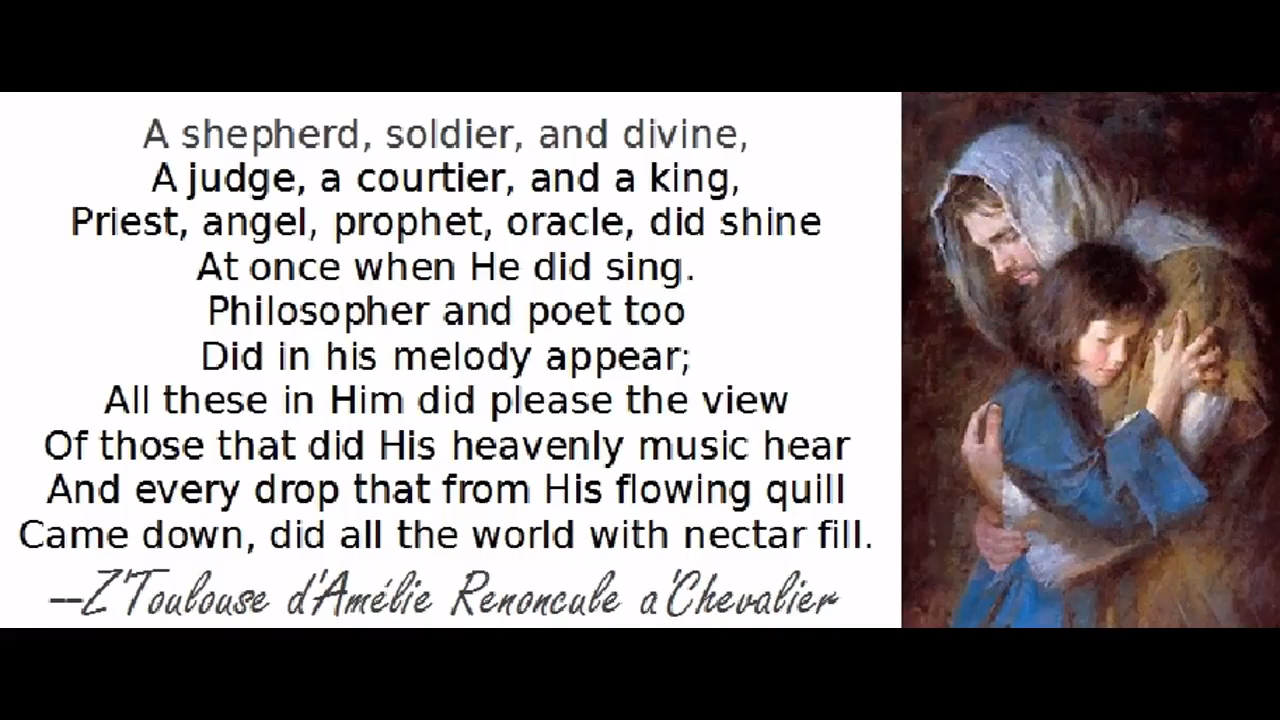 A shepherd, soldier, and divine,
A judge, a courtier, and a king,
Priest, angel, prophet, oracle, did shine
At once when He did sing.
Philosopher and poet too
Did in his melody appear;
All these in Him did please the view
Of those that did His heavenly music hear
And every drop that from His flowing quill
Came down, did all the world with nectar fill.
--Z'Toulouse d'Amélie Renoncule a'Chevalier